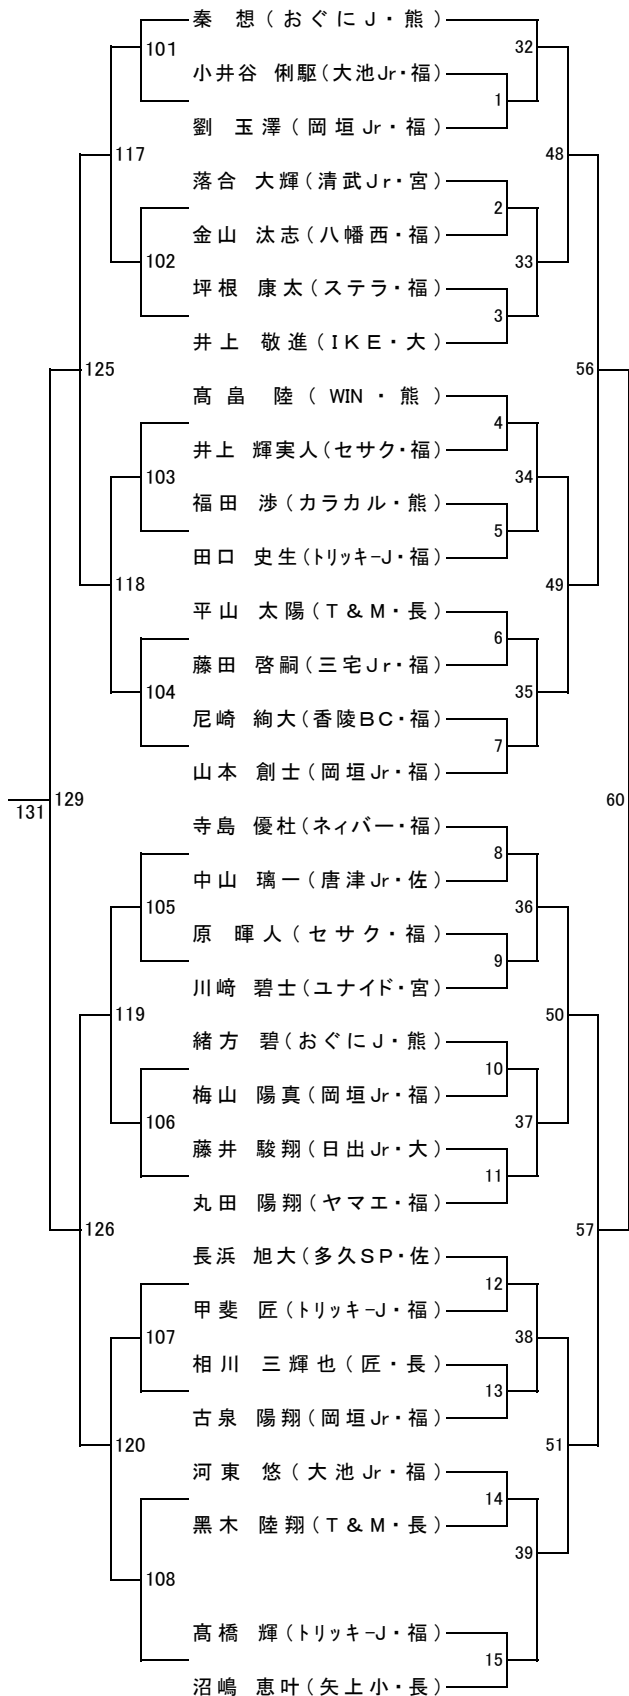 秦 想 ( おぐに J ・ 熊 )
101
32
小井谷 俐駆 (大池Jr・福)
1
劉 玉澤 ( 岡垣 Jr ・ 福 )
117
48
落合 大輝 (清武Jr・宮)
2
金山 汰志 (八幡西・福)
102
33
坪根 康太 (ステラ・福)
3
井上 敬進 ( I K E ・ 大 )
125
56
髙畠 陸 ( WIN ・ 熊 )
4
井上 輝実人 (セサク・福)
103
34
福田 渉 (カラカル・熊)
5
田口 史生 (トリッキーJ・福)
118
49
平山 太陽 ( T & M ・ 長 )
6
藤田 啓嗣 (三宅Jr・福)
104
35
尼崎 絢大 (香陵BC・福)
7
山本 創士 (岡垣Jr・福)
131
129
60
寺島 優杜 (ネィバー・福)
8
中山 璃一 (唐津Jr・佐)
105
36
原 暉人 ( セサク・福 )
9
川﨑 碧士 (ユナイド・宮)
119
50
緒方 碧 (おぐにJ・熊)
10
梅山 陽真 (岡垣Jr・福)
106
37
藤井 駿翔 (日出Jr・大)
11
丸田 陽翔 (ヤマエ・福)
126
57
長浜 旭大 (多久SP・佐)
12
甲斐 匠 (トリッキーJ・福)
107
38
相川 三輝也 ( 匠・長 )
13
古泉 陽翔 (岡垣Jr・福)
120
51
河東 悠 ( 大池Jr・福 )
14
黒木 陸翔 ( T & M ・ 長 )
39
108
髙橋 輝 (トリッキーJ・福)
15
沼嶋 恵叶 (矢上小・長)